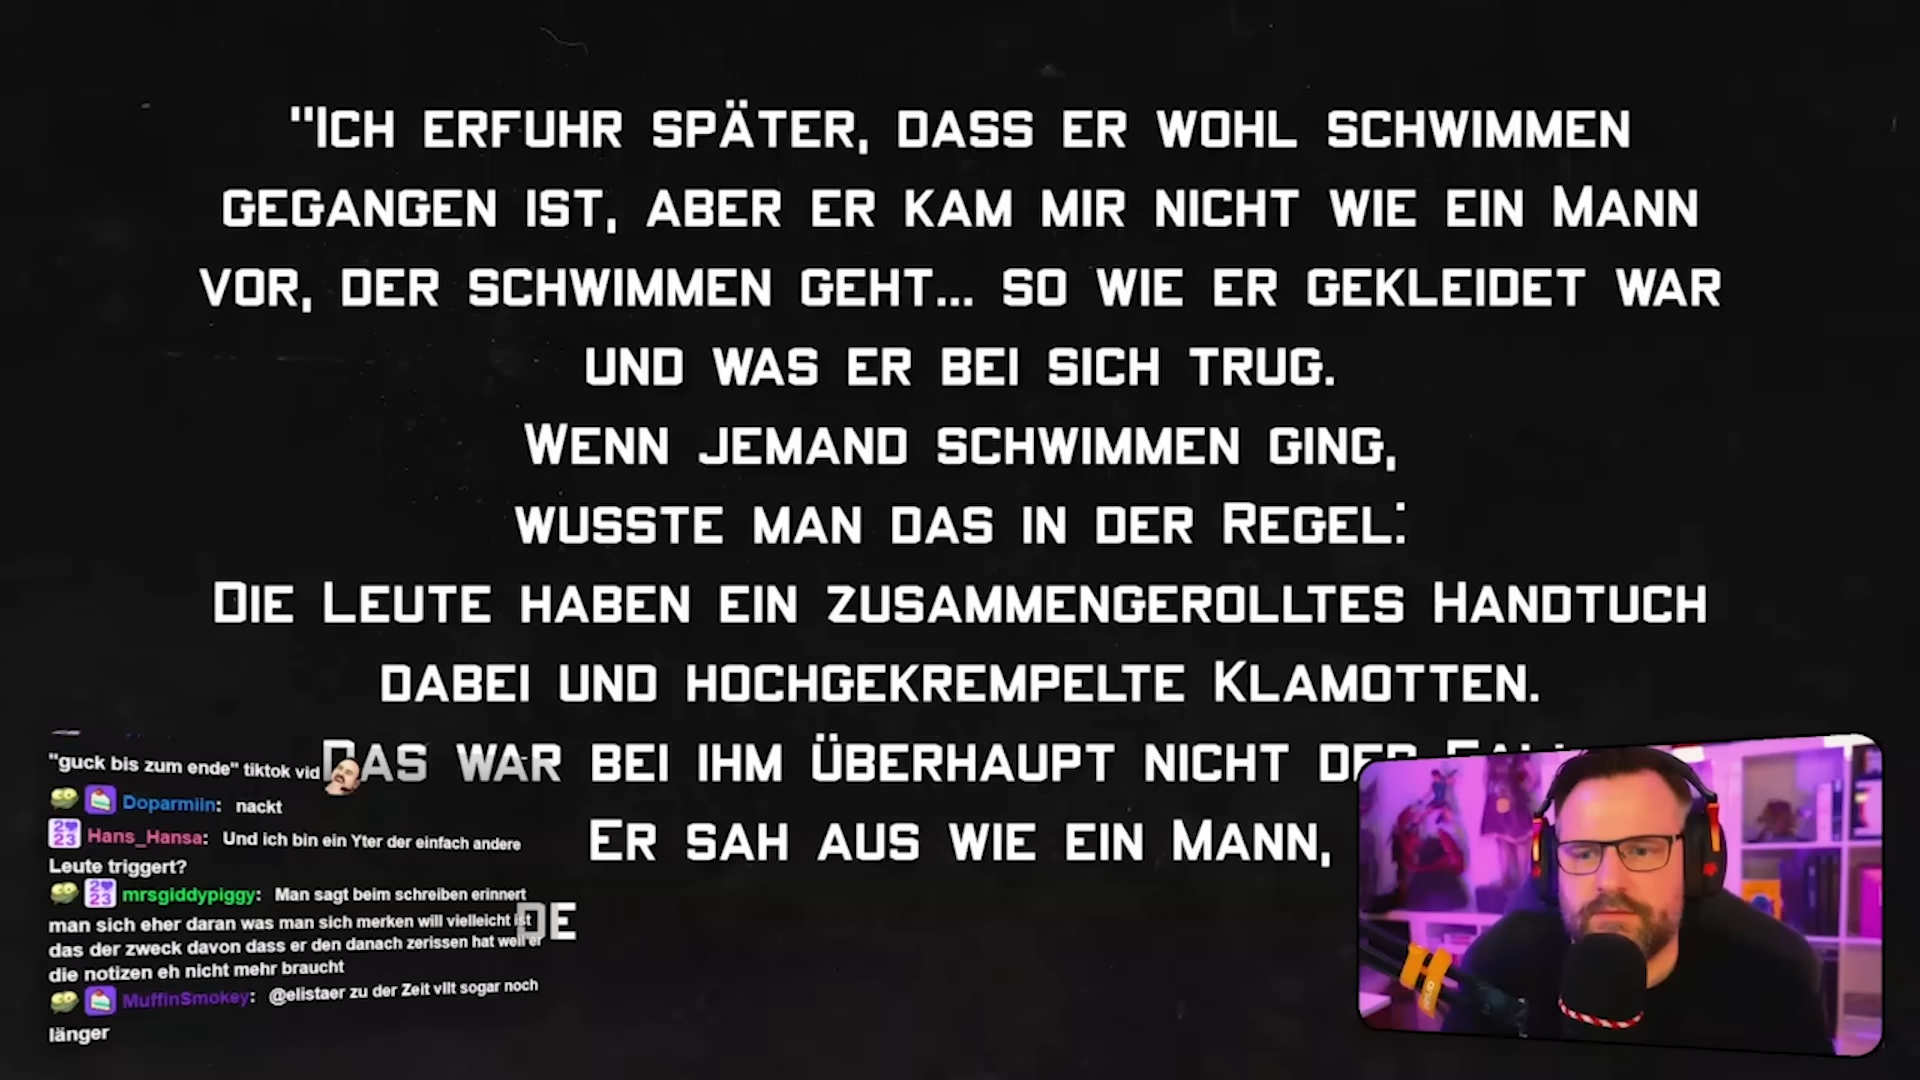 "Ich erfuhr später, dass er wohl schwimmen
gegangen ist, aber er kam mir nicht wie ein Mann
vor, der schwimmen geht... so wie er gekleidet war
und was er bei sich trug.
Wenn jemand schwimmen ging,
wusste man das in der Regel:
Die Leute haben ein zusammengerolltes Handtuch
dabei und hochgekrempelte Klamotten.
Das war bei ihm überhaupt nicht der
Er sah aus wie ein Mann,
de
"guck bis zum ende" tiktok vid
Doparmiin: nackt
Hans_Hansa: Und ich bin ein Yter der einfach andere
Leute triggert?
mrsgiddypiggy: Man sagt beim schreiben erinnert
man sich eher daran was man sich merken will vielleicht ist
das der zweck davon dass er den danach zerissen hat weil er
die notizen eh nicht mehr braucht
MuffinSmokey: @elistaer zu der Zeit vllt sogar noch
länger